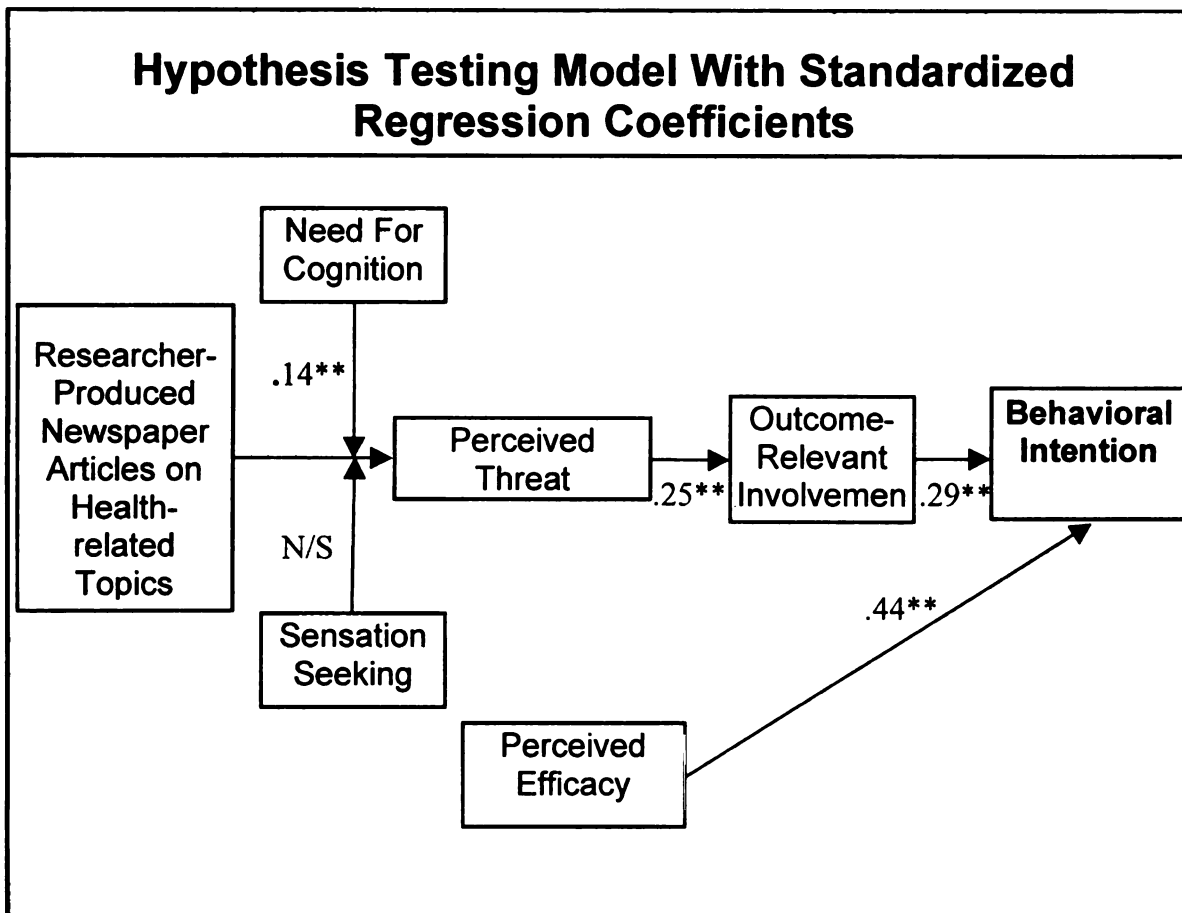 Hypothesis Testing Model With Standardized
Regression Coefficients
Need For
Cognition
Researcher-
Produced
Newspaper
Articles on
Health-
related
Topics
.14**
Perceived
Threat
.25**
Outcome-
Relevant
Involvemen
.29**
Behavioral
Intention
N/S
Sensation
Seeking
.44**
Perceived
Efficacy